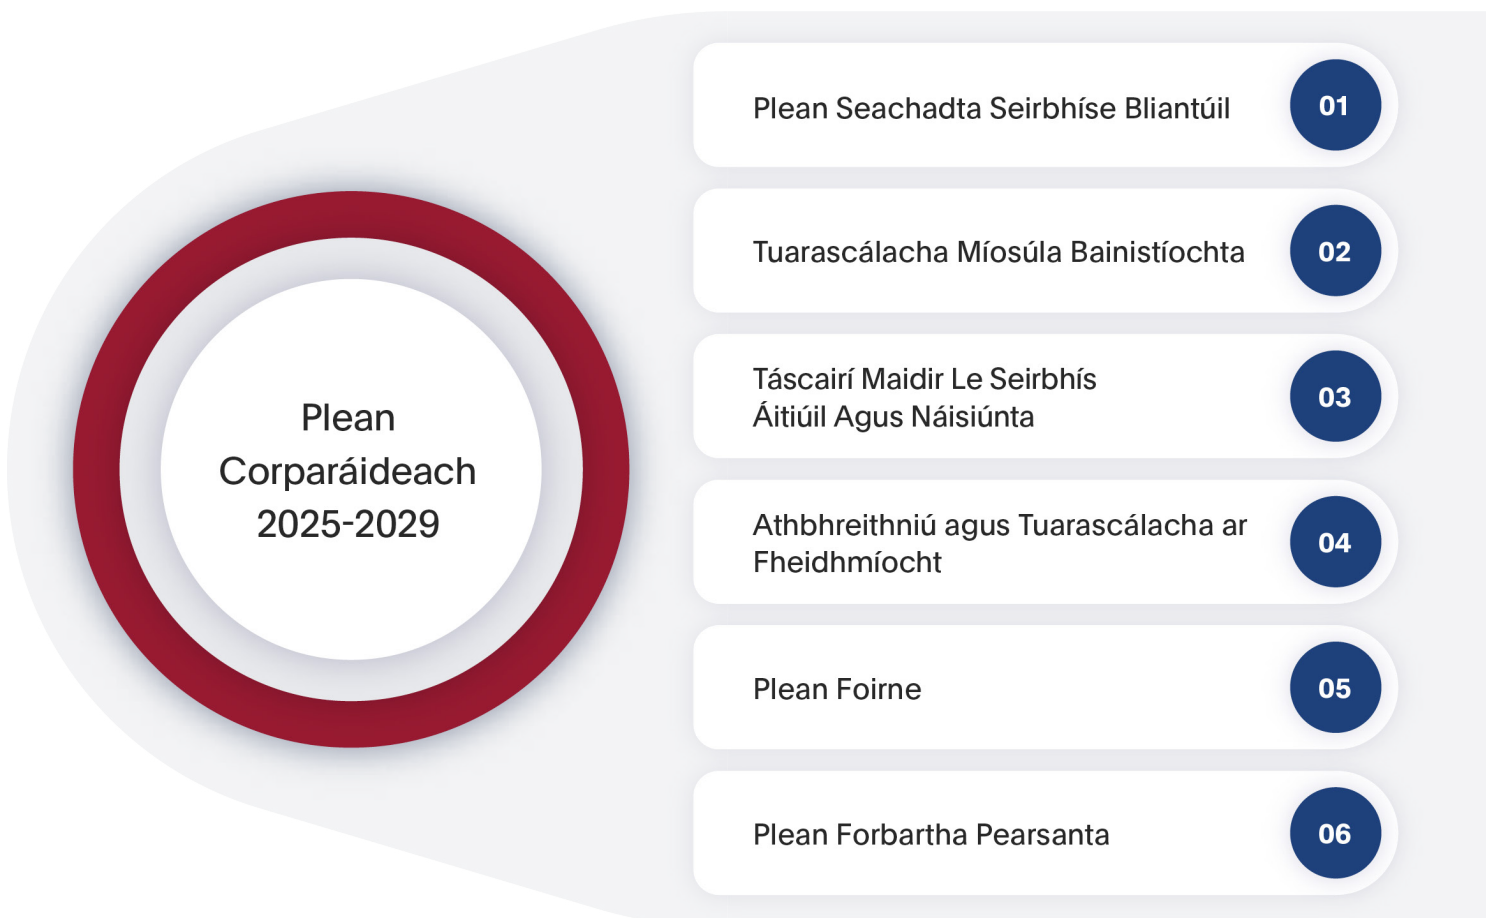 Plean
Corparáideach
2025-2029
Plean Seachadta Seirbhíse Bliantúil
01
Tuarascálacha Míosúla Bainistíochta
02
Táscairí Maidir Le Seirbhís
Áitiúil Agus Náisiúnta
03
Athbhreithniú agus Tuarascálacha ar
Fheidhmíocht
04
Plean Foirne
05
Plean Forbartha Pearsanta
06